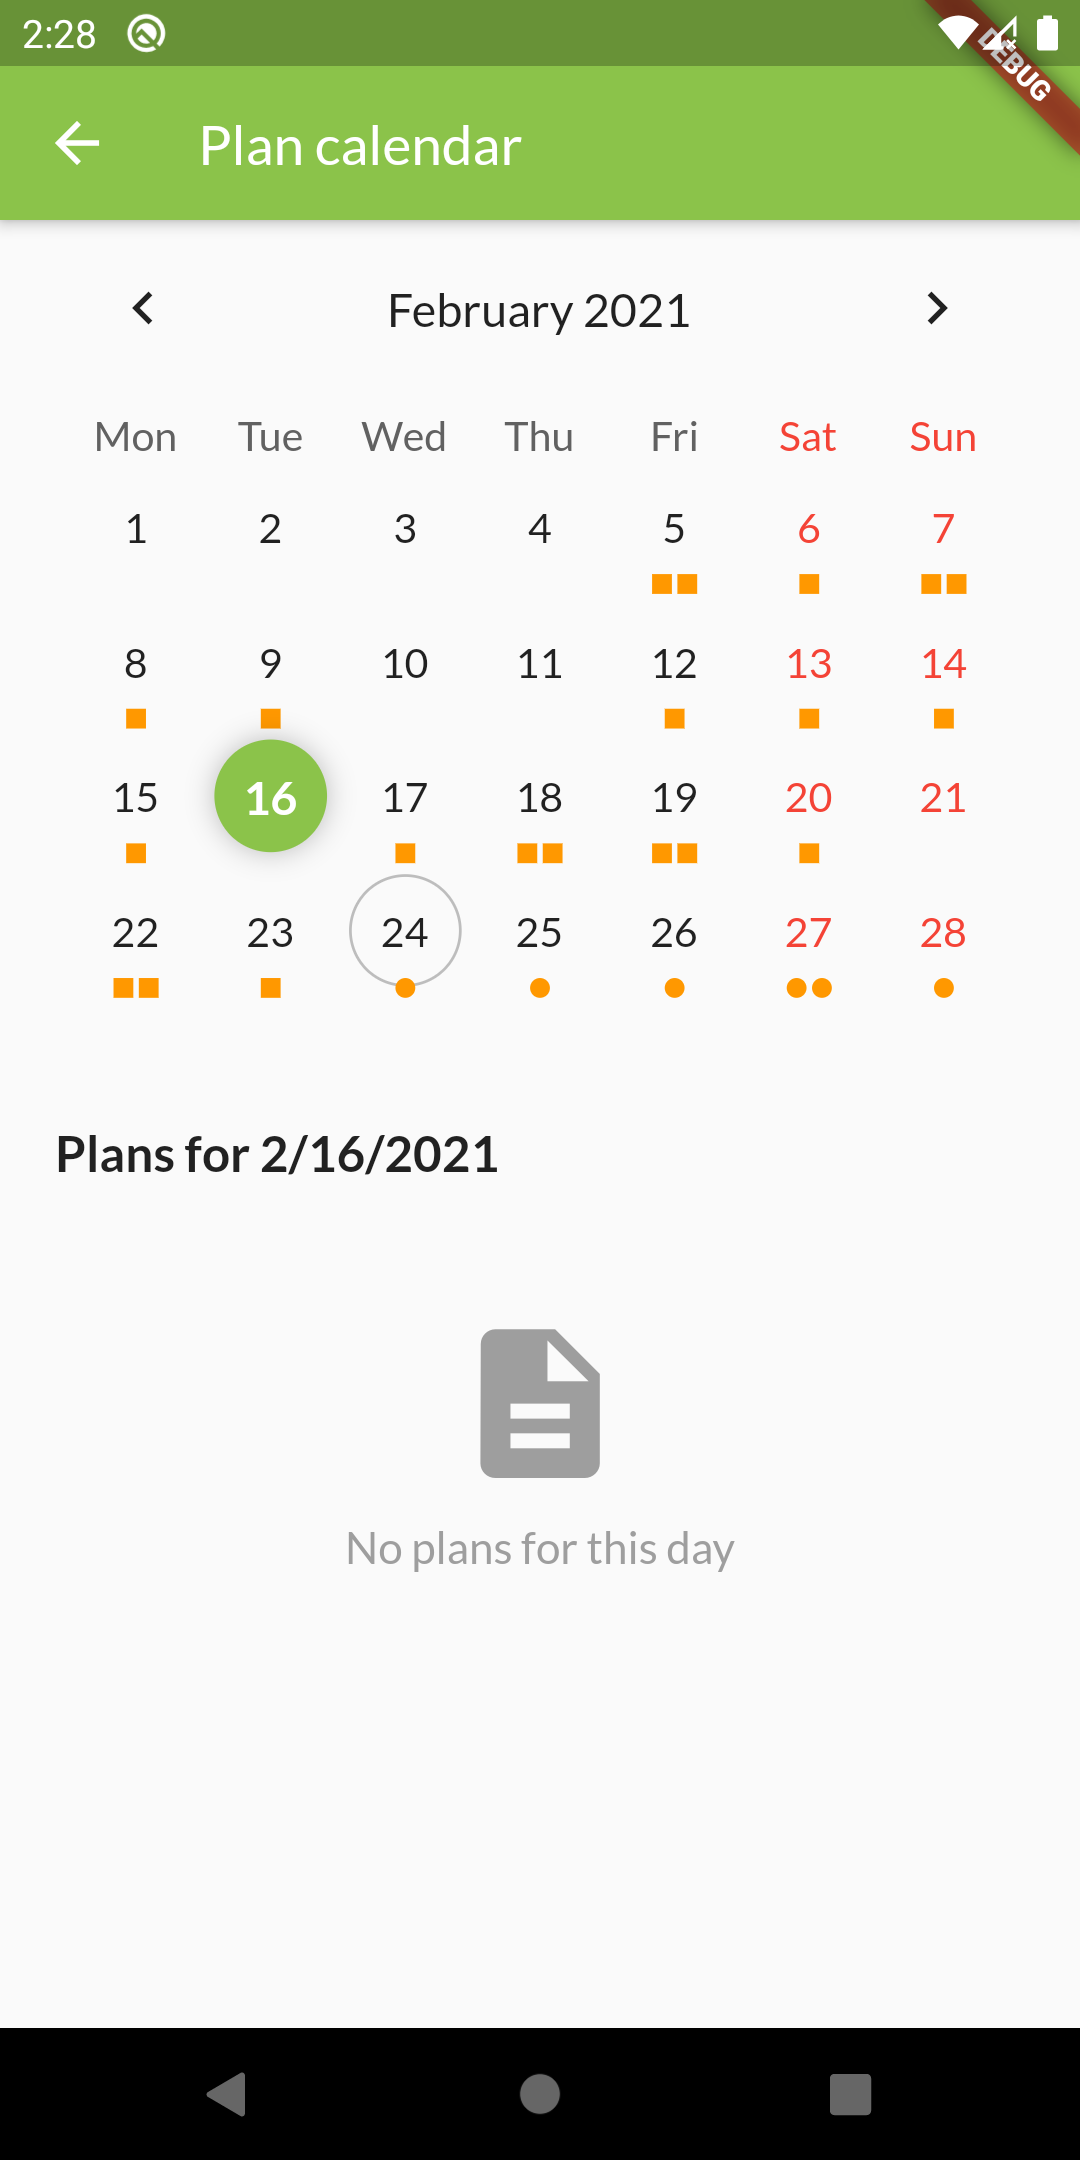 2:28
DEBUG
Plan calendar
February 2021
Mon Tue Wed Thu Fri Sat Sun
1 2 3 4 5 6 7
8 9 10 11 12 13 14
15 16 17 18 19 20 21
22 23 24 25 26 27 28
Plans for 2/16/2021
No plans for this day